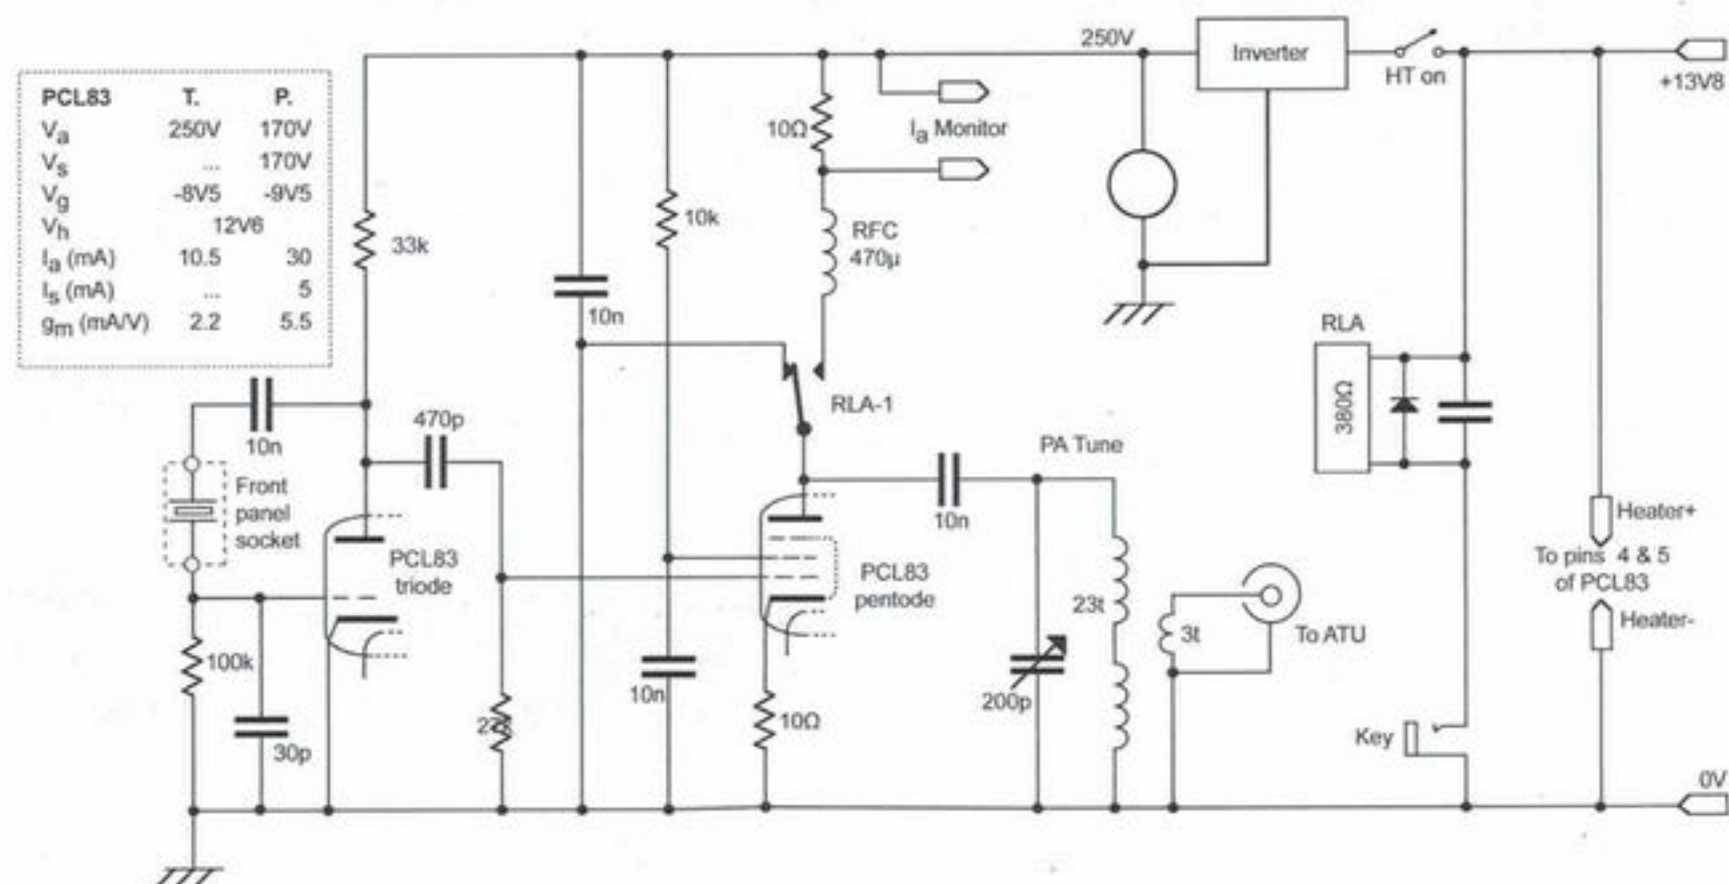 PCL83 T. P.
Va 250V 170V
Vs ... 170V
Vg -8V5 -9V5
Vh 12V6
Ia (mA) 10.5 30
Is (mA) ... 5
gm (mA/V) 2.2 5.5
250V
Inverter
HT on
+13V8
10Ω
Ia Monitor
33k
10k
RFC
470µ
10n
RLA
380Ω
RLA-1
470p
10n
Front
panel
socket
PCL83
triode
PA Tune
10n
PCL83
pentode
Heater+
To pins 4 & 5
of PCL83
Heater-
23t
3t
To ATU
100k
10n
200p
30p
10Ω
Key
0V